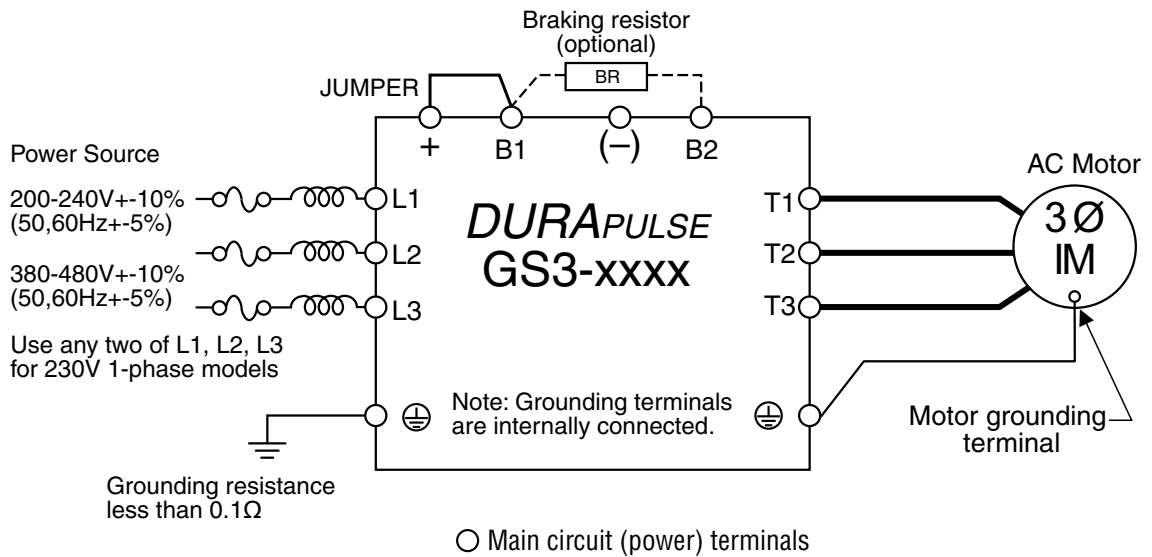 Braking resistor
(optional)
BR
JUMPER
+
B1
(–)
B2
Power Source
200-240V+-10%
(50,60Hz+-5%)
380-480V+-10%
(50,60Hz+-5%)
Use any two of L1, L2, L3
for 230V 1-phase models
L1
L2
L3
DURAPULSE
GS3-xxxx
T1
T2
T3
AC Motor
3Ø
IM
Note: Grounding terminals
are internally connected.
Motor grounding
terminal
Grounding resistance
less than 0.1Ω
Main circuit (power) terminals